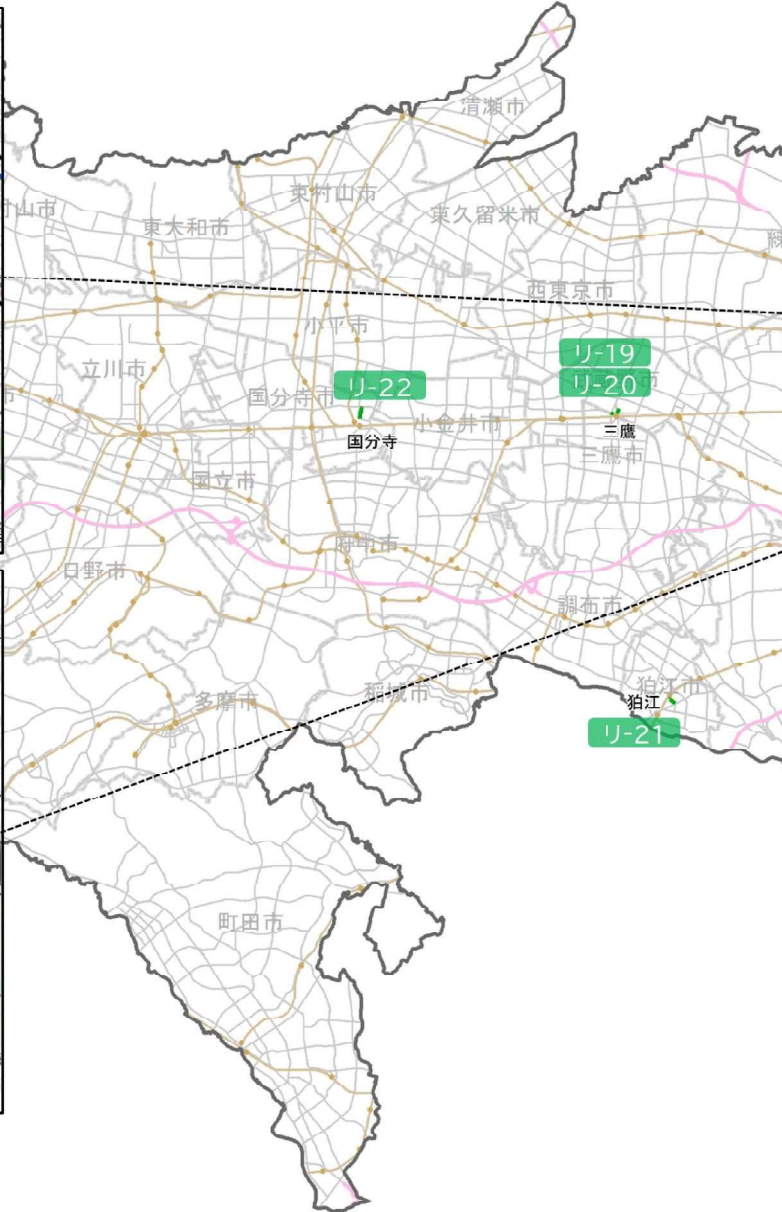 清瀬市
村山市
東村山市
東久留米市
東大和市
西東京市
小平市
リ-19
立川市
リ-20
市
国分寺市
リ-22
小金井市
三鷹
国分寺
三鷹市
国立市
府中市
日野市
調布市
狛江市
稲城市
狛江
多摩市
リ-21
町田市